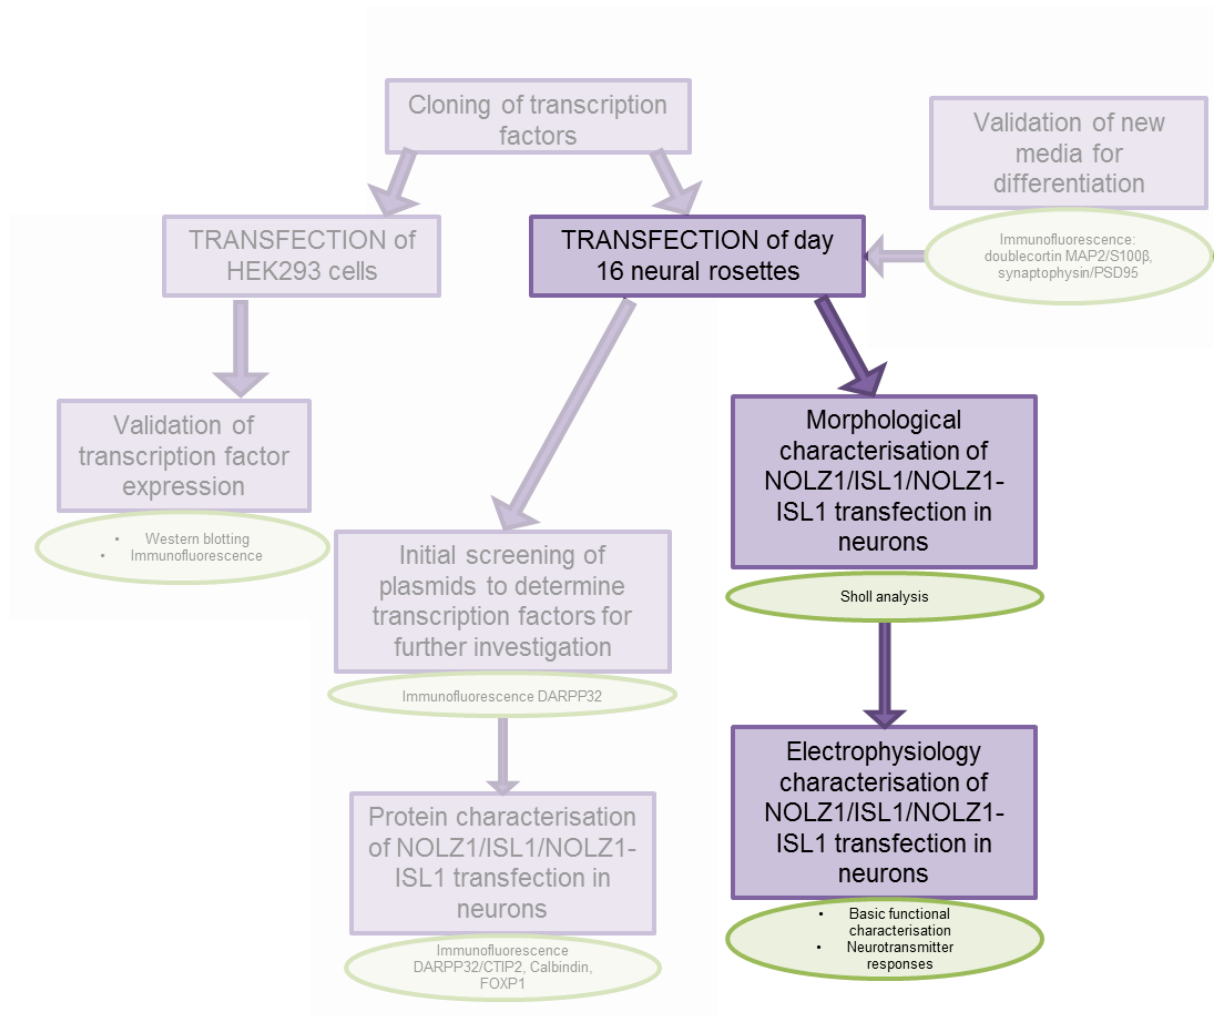 Cloning of transcription
factors
Validation of new
media for
differentiation
Immunofluorescence:
doublecortin MAP2/S100β,
synaptophysin/PSD95
TRANSFECTION of
HEK293 cells
TRANSFECTION of day
16 neural rosettes
Validation of
transcription factor
expression
• Western blotting
• Immunofluorescence
Initial screening of
plasmids to determine
transcription factors for
further investigation
Immunofluorescence DARPP32
Protein characterisation
of NOLZ1/ISL1/NOLZ1-
ISL1 transfection in
neurons
Immunofluorescence
DARPP32/CTIP2, Calbindin,
FOXP1
Morphological
characterisation of
NOLZ1/ISL1/NOLZ1-
ISL1 transfection in
neurons
Sholl analysis
Electrophysiology
characterisation of
NOLZ1/ISL1/NOLZ1-
ISL1 transfection in
neurons
• Basic functional
characterisation
• Neurotransmitter
responses